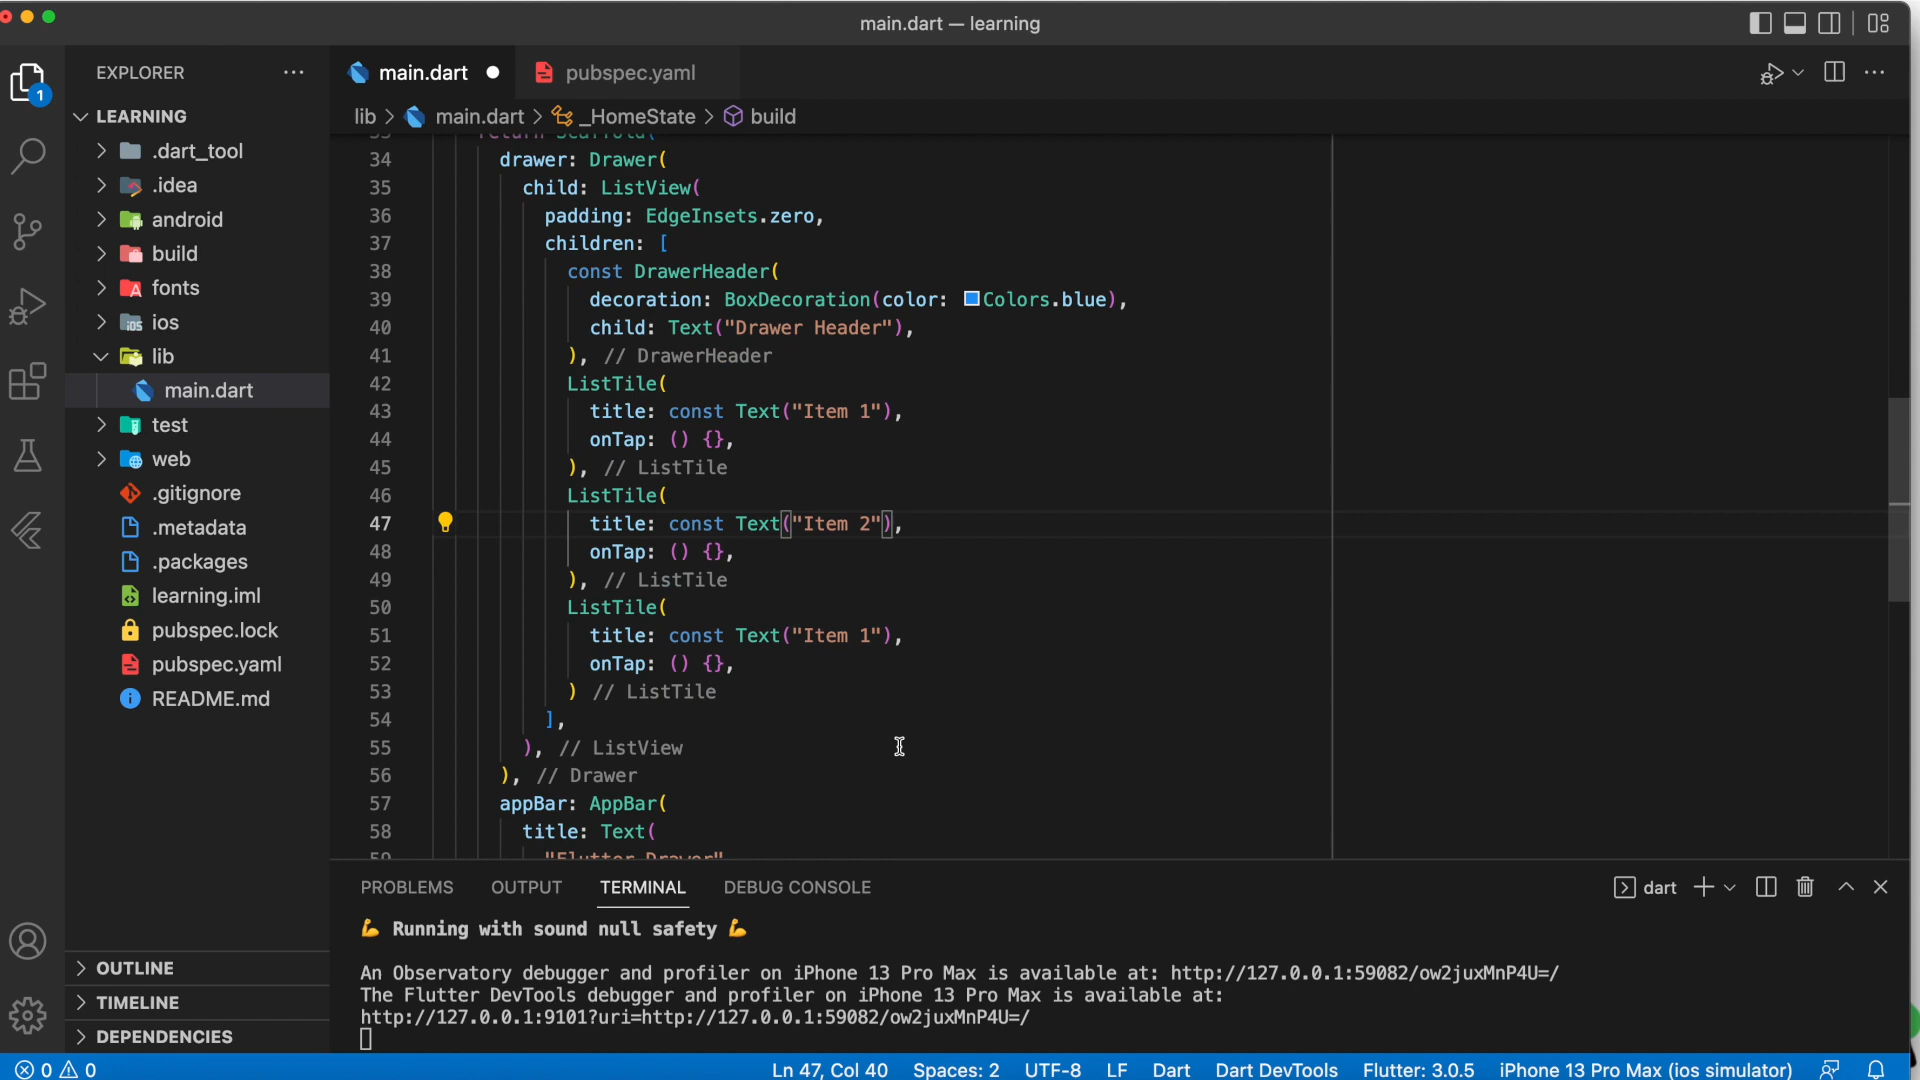 main.dart — learning
EXPLORER
LEARNING
.dart_tool
.idea
android
build
fonts
ios
lib
main.dart
test
web
.gitignore
.metadata
.packages
learning.iml
pubspec.lock
pubspec.yaml
README.md
OUTLINE
TIMELINE
DEPENDENCIES
1
main.dart
pubspec.yaml
lib > main.dart > _HomeState > build
34 drawer: Drawer(
35 child: ListView(
36 padding: EdgeInsets.zero,
37 children: [
38 const DrawerHeader(
39 decoration: BoxDecoration(color: Colors.blue),
40 child: Text("Drawer Header"),
41 ), // DrawerHeader
42 ListTile(
43 title: const Text("Item 1"),
44 onTap: () {},
45 ), // ListTile
46 ListTile(
47 title: const Text("Item 2"),
48 onTap: () {},
49 ), // ListTile
50 ListTile(
51 title: const Text("Item 1"),
52 onTap: () {},
53 ) // ListTile
54 ],
55 ), // ListView
56 ), // Drawer
57 appBar: AppBar(
58 title: Text(
59 "Flutter Drawer"
PROBLEMS OUTPUT TERMINAL DEBUG CONSOLE
dart
💪 Running with sound null safety 💪
An Observatory debugger and profiler on iPhone 13 Pro Max is available at: http://127.0.0.1:59082/ow2juxMnP4U=/
The Flutter DevTools debugger and profiler on iPhone 13 Pro Max is available at:
http://127.0.0.1:9101?uri=http://127.0.0.1:59082/ow2juxMnP4U=/
0 0 Ln 47, Col 40 Spaces: 2 UTF-8 LF Dart Dart DevTools Flutter: 3.0.5 iPhone 13 Pro Max (ios simulator)